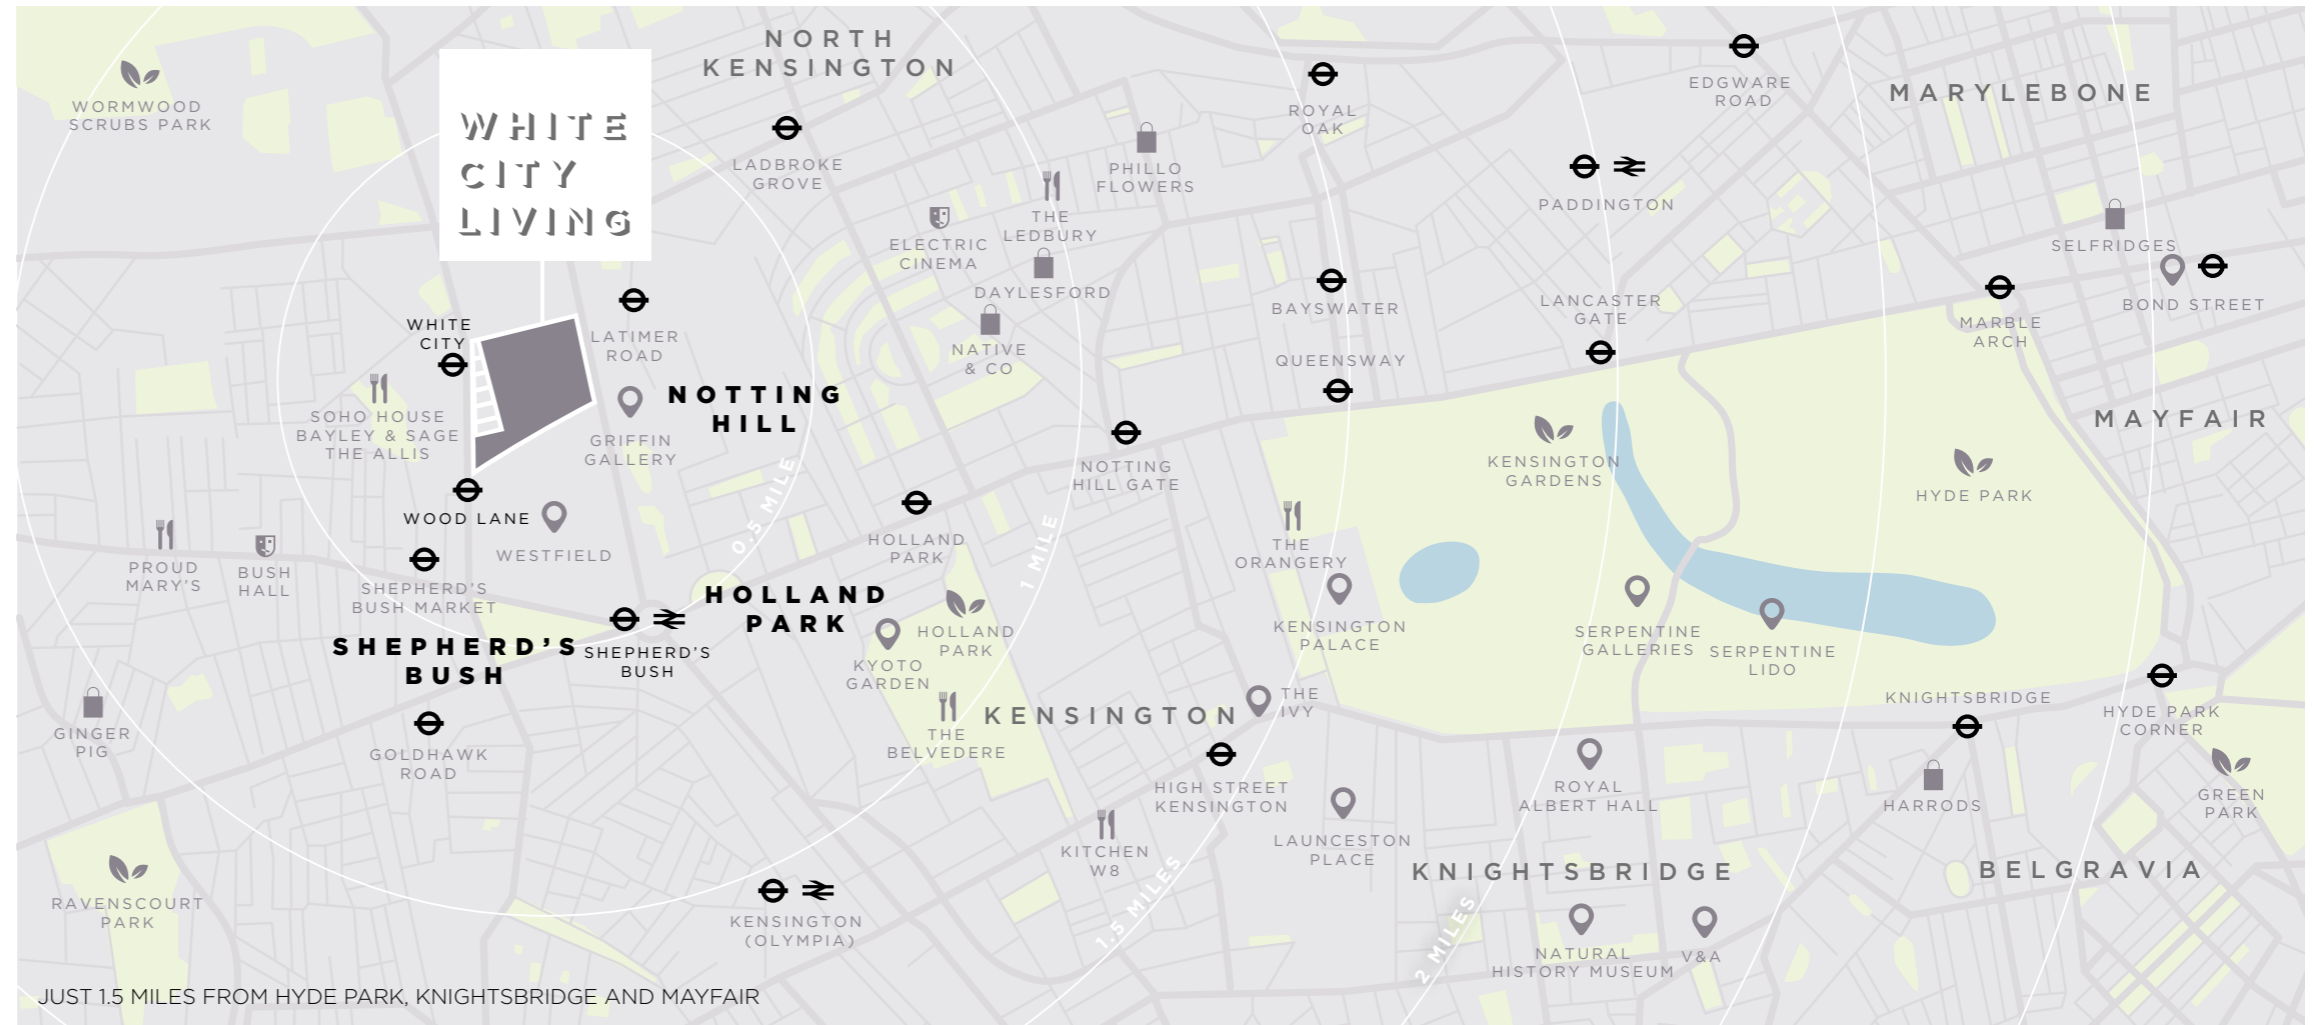 NORTH
KENSINGTON
WORMWOOD
SCRUBS PARK
WHITE
CITY
LIVING
LADBROKE
GROVE
ROYAL
OAK
EDGWARE
ROAD
MARYLEBONE
PHILLO
FLOWERS
THE
LEDBURY
ELECTRIC
CINEMA
DAYLESFORD
NATIVE
& CO
PADDINGTON
SELFRIDGES
BOND STREET
BAYSWATER
LANCASTER
GATE
MARBLE
ARCH
QUEENSWAY
WHITE
CITY
LATIMER
ROAD
NOTTING
HILL
SOHO HOUSE
BAYLEY & SAGE
THE ALLIS
GRIFFIN
GALLERY
MAYFAIR
NOTTING
HILL GATE
KENSINGTON
GARDENS
HYDE PARK
WOOD LANE
WESTFIELD
0.5 MILE
1 MILE
HOLLAND
PARK
THE
ORANGERY
PROUD
MARY'S
BUSH
HALL
SHEPHERD'S
BUSH MARKET
HOLLAND
PARK
SHEPHERD'S
BUSH
SHEPHERD'S
BUSH
HOLLAND
PARK
KYOTO
GARDEN
KENSINGTON
PALACE
SERPENTINE
GALLERIES
SERPENTINE
LIDO
GINGER
PIG
GOLDHAWK
ROAD
THE
BELVEDERE
KENSINGTON
THE
IVY
KNIGHTSBRIDGE
HYDE PARK
CORNER
HIGH STREET
KENSINGTON
ROYAL
ALBERT HALL
HARRODS
GREEN
PARK
KITCHEN
W8
LAUNCESTON
PLACE
KNIGHTSBRIDGE
BELGRAVIA
RAVENSCOURT
PARK
KENSINGTON
(OLYMPIA)
1.5 MILES
2 MILES
NATURAL
HISTORY MUSEUM
V&A
JUST 1.5 MILES FROM HYDE PARK, KNIGHTSBRIDGE AND MAYFAIR